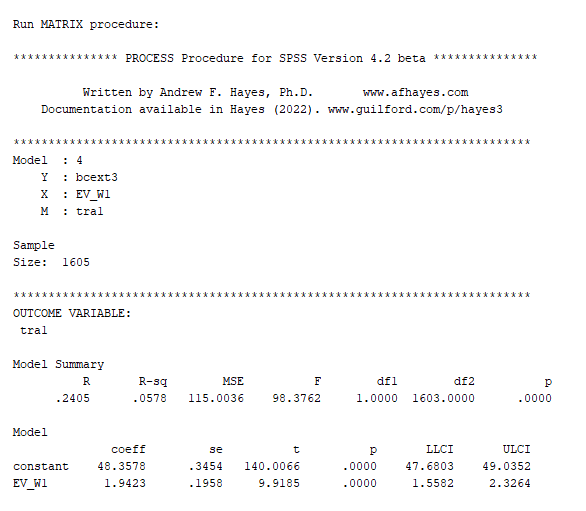 Run MATRIX procedure:
*************** PROCESS Procedure for SPSS Version 4.2 beta ***************
Written by Andrew F. Hayes, Ph.D. www.afhayes.com
Documentation available in Hayes (2022). www.guilford.com/p/hayes3
**************************************************************************
Model : 4
Y : bcext3
X : EV_W1
M : tra1
Sample
Size: 1605
**************************************************************************
OUTCOME VARIABLE:
tra1
Model Summary
R R-sq MSE F df1 df2 p
.2405 .0578 115.0036 98.3762 1.0000 1603.0000 .0000
Model
coeff se t p LLCI ULCI
constant 48.3578 .3454 140.0066 .0000 47.6803 49.0352
EV_W1 1.9423 .1958 9.9185 .0000 1.5582 2.3264